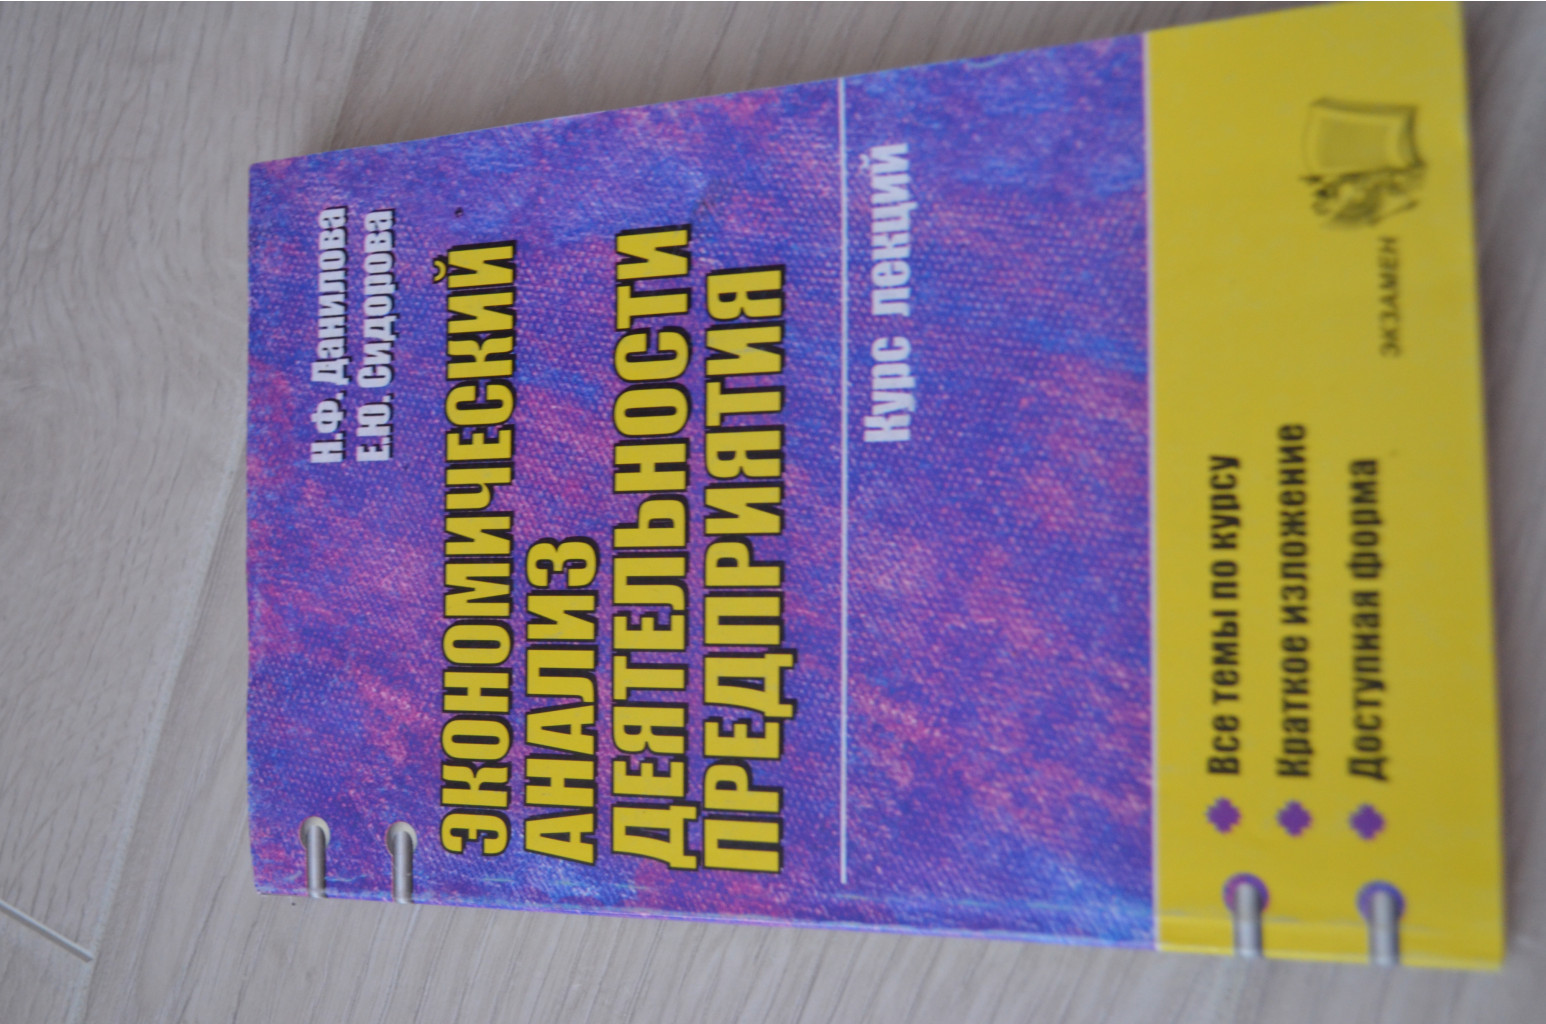 Н.Ф. Данилова
Е.Ю. Сидорова
ЭКОНОМИЧЕСКИЙ
АНАЛИЗ
ДЕЯТЕЛЬНОСТИ
ПРЕДПРИЯТИЯ
Курс лекций
Все темы по курсу
Краткое изложение
Доступная форма
ЭКЗАМЕН